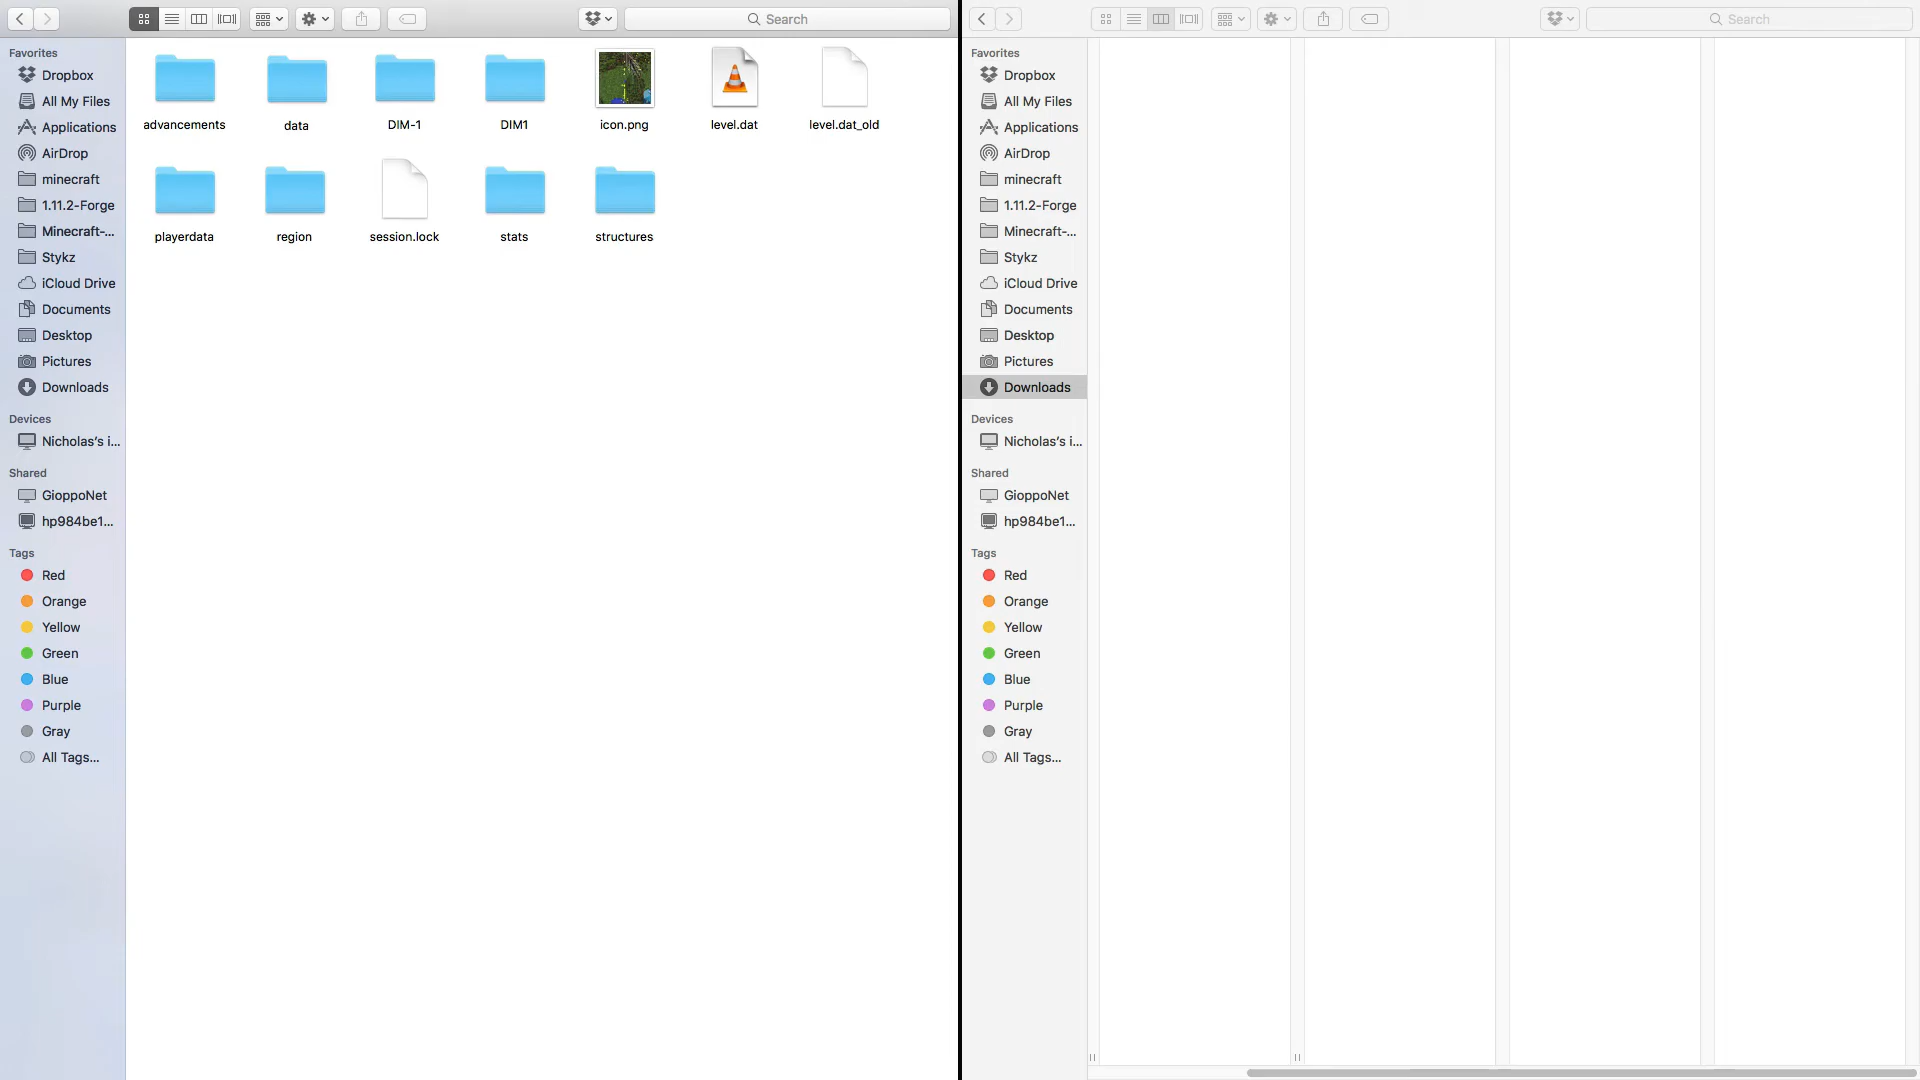 Search
Favorites
Dropbox
All My Files
Applications
AirDrop
minecraft
1.11.2-Forge
Minecraft-...
Stykz
iCloud Drive
Documents
Desktop
Pictures
Downloads
Devices
Nicholas's i...
Shared
GioppoNet
hp984be1...
Tags
Red
Orange
Yellow
Green
Blue
Purple
Gray
All Tags...
advancements
data
DIM-1
DIM1
icon.png
level.dat
level.dat_old
playerdata
region
session.lock
stats
structures
Search
Favorites
Dropbox
All My Files
Applications
AirDrop
minecraft
1.11.2-Forge
Minecraft-...
Stykz
iCloud Drive
Documents
Desktop
Pictures
Downloads
Devices
Nicholas's i...
Shared
GioppoNet
hp984be1...
Tags
Red
Orange
Yellow
Green
Blue
Purple
Gray
All Tags...